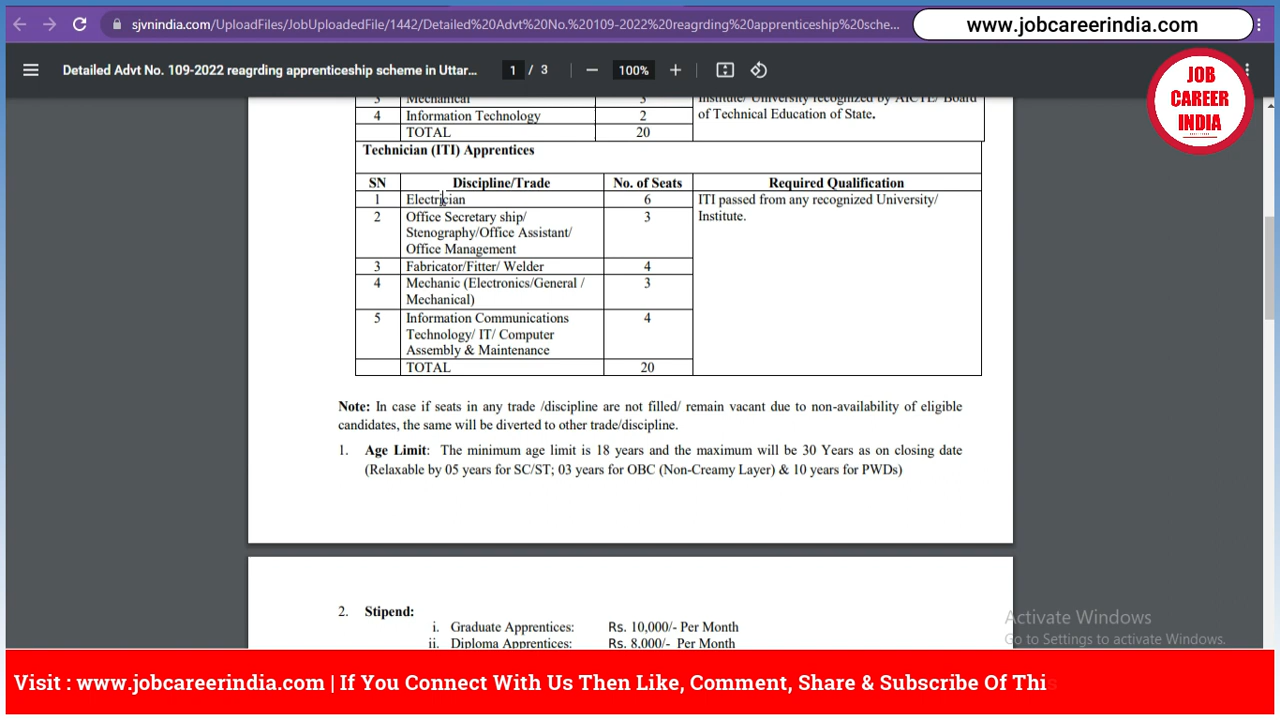 sjvnindia.com/UploadFiles/JobUploadedFile/1442/Detailed%20Advt%20No.%20109-2022%20reagrding%20apprenticeship%20sche...
www.jobcareerindia.com
Detailed Advt No. 109-2022 reagrding apprenticeship scheme in Uttar...
1 / 3
100%
JOB
CAREER
INDIA
3 Mechanical 3 Institute/ University recognized by AICTE/ Board
4 Information Technology 2 of Technical Education of State.
TOTAL 20
Technician (ITI) Apprentices
SN Discipline/Trade No. of Seats Required Qualification
1 Electrician 6 ITI passed from any recognized University/
2 Office Secretary ship/ 3 Institute.
Stenography/Office Assistant/
Office Management
3 Fabricator/Fitter/ Welder 4
4 Mechanic (Electronics/General / 3
Mechanical)
5 Information Communications 4
Technology/ IT/ Computer
Assembly & Maintenance
TOTAL 20
Note: In case if seats in any trade /discipline are not filled/ remain vacant due to non-availability of eligible
candidates, the same will be diverted to other trade/discipline.
1. Age Limit: The minimum age limit is 18 years and the maximum will be 30 Years as on closing date
(Relaxable by 05 years for SC/ST; 03 years for OBC (Non-Creamy Layer) & 10 years for PWDs)
2. Stipend:
i. Graduate Apprentices: Rs. 10,000/- Per Month
ii. Diploma Apprentices: Rs. 8,000/- Per Month
Activate Windows
Go to Settings to activate Windows.
Visit : www.jobcareerindia.com | If You Connect With Us Then Like, Comment, Share & Subscribe Of This